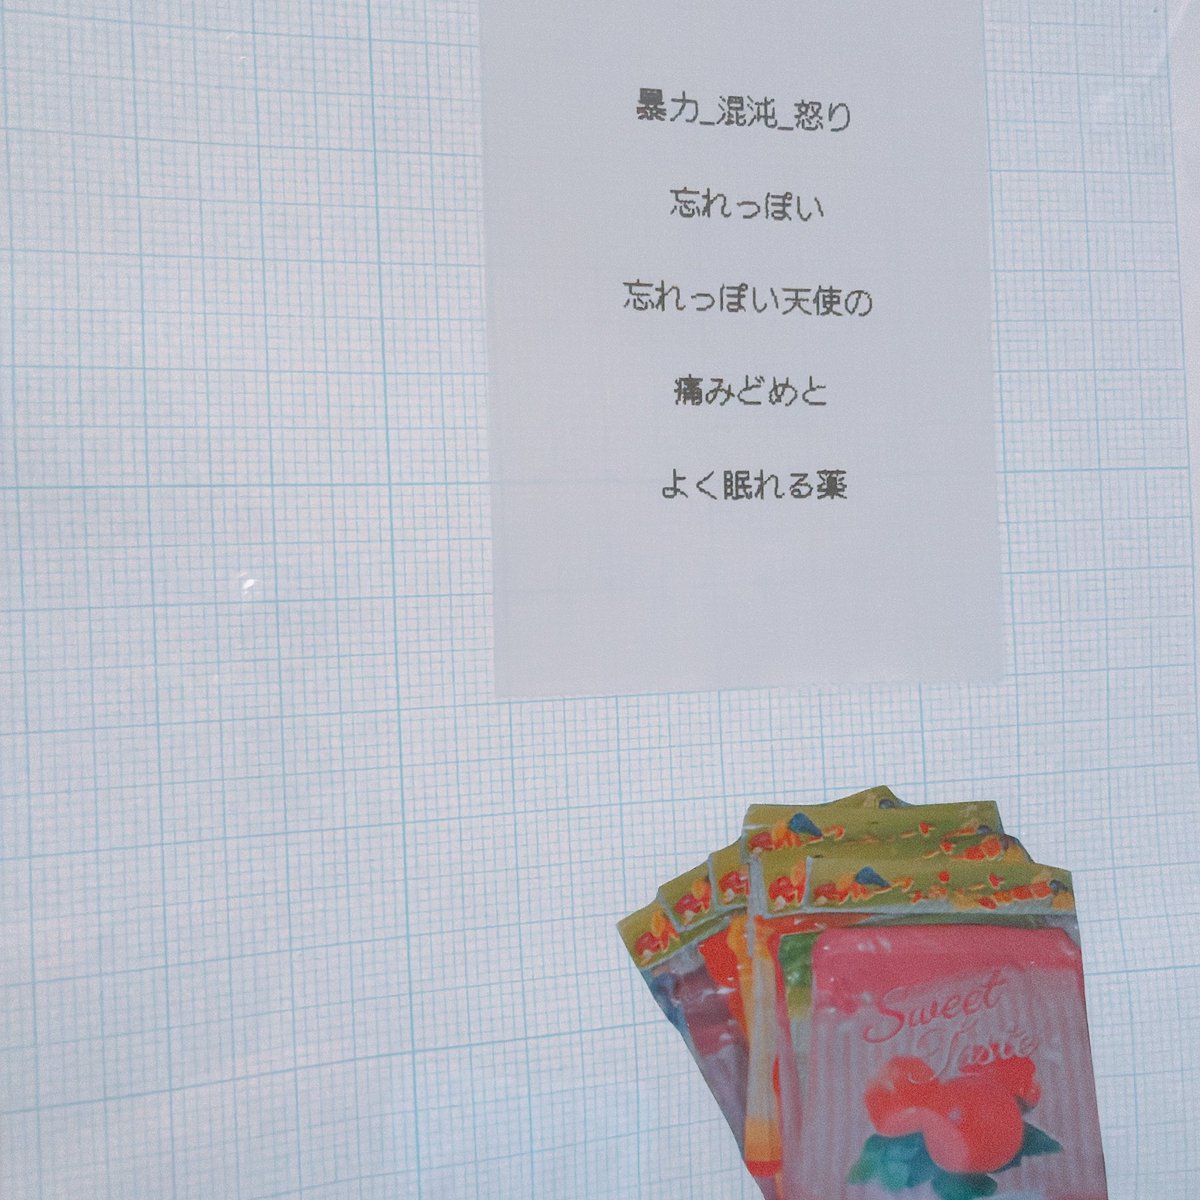 暴力_混沌_怒り
忘れっぽい
忘れっぽい天使の
痛みどめと
よく眠れる薬
Sweet
Taste